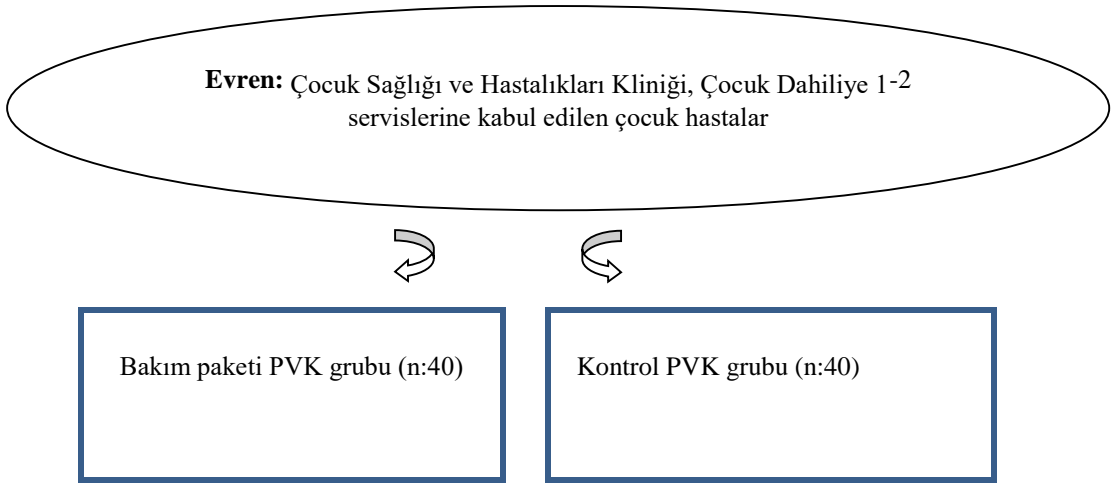 Evren: Çocuk Sağlığı ve Hastalıkları Kliniği, Çocuk Dahiliye 1-2
servislerine kabul edilen çocuk hastalar
Bakım paketi PVK grubu (n:40)
Kontrol PVK grubu (n:40)